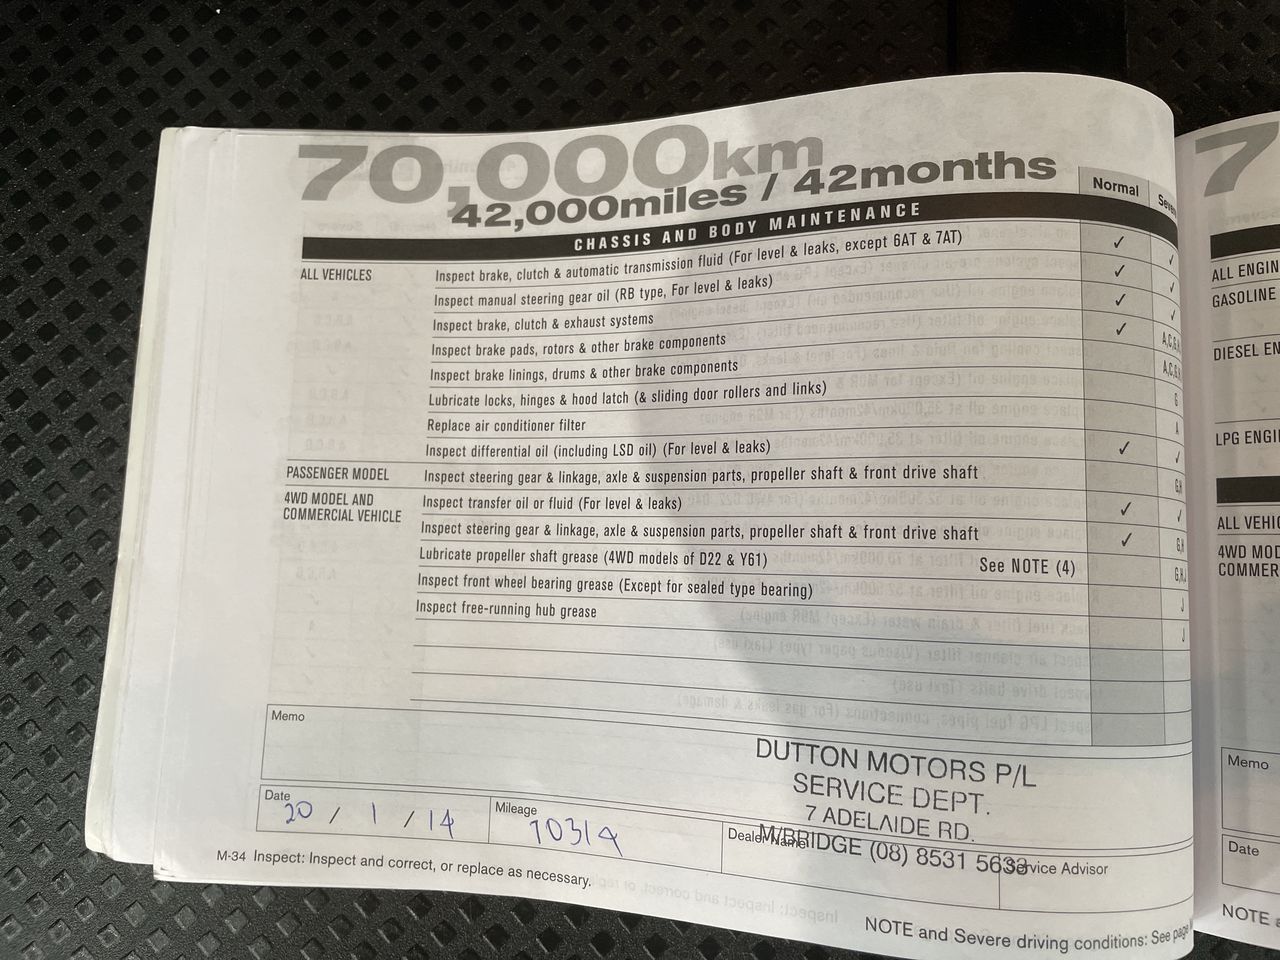 70,000km
42,000miles / 42months
Normal
CHASSIS AND BODY MAINTENANCE
ALL VEHICLES Inspect brake, clutch & automatic transmission fluid (For level & leaks, except 6AT & 7AT) ✓ ✓
Inspect manual steering gear oil (RB type, For level & leaks) ✓ ✓
Inspect brake, clutch & exhaust systems ✓ ✓
Inspect brake pads, rotors & other brake components ✓
Inspect brake linings, drums & other brake components
Lubricate locks, hinges & hood latch (& sliding door rollers and links) G
Replace air conditioner filter A
Inspect differential oil (including LSD oil) (For level & leaks) ✓ ✓
PASSENGER MODEL Inspect steering gear & linkage, axle & suspension parts, propeller shaft & front drive shaft G,H
4WD MODEL AND Inspect transfer oil or fluid (For level & leaks) ✓ ✓
COMMERCIAL VEHICLE Inspect steering gear & linkage, axle & suspension parts, propeller shaft & front drive shaft ✓ G,H
Lubricate propeller shaft grease (4WD models of D22 & Y61) See NOTE (4)
Inspect front wheel bearing grease (Except for sealed type bearing) J
Inspect free-running hub grease J
Memo
DUTTON MOTORS P/L
SERVICE DEPT.
7 ADELAIDE RD.
M/BRIDGE (08) 8531 5633
Date 20 / 1 / 14
Mileage 70314
Dealer Name
Service Advisor
M-34 Inspect: Inspect and correct, or replace as necessary.
NOTE and Severe driving conditions: See page
7
ALL ENGIN
GASOLINE
DIESEL EN
LPG ENGI
ALL VEHIC
4WD MOD
COMMER
Memo
Date
NOTE